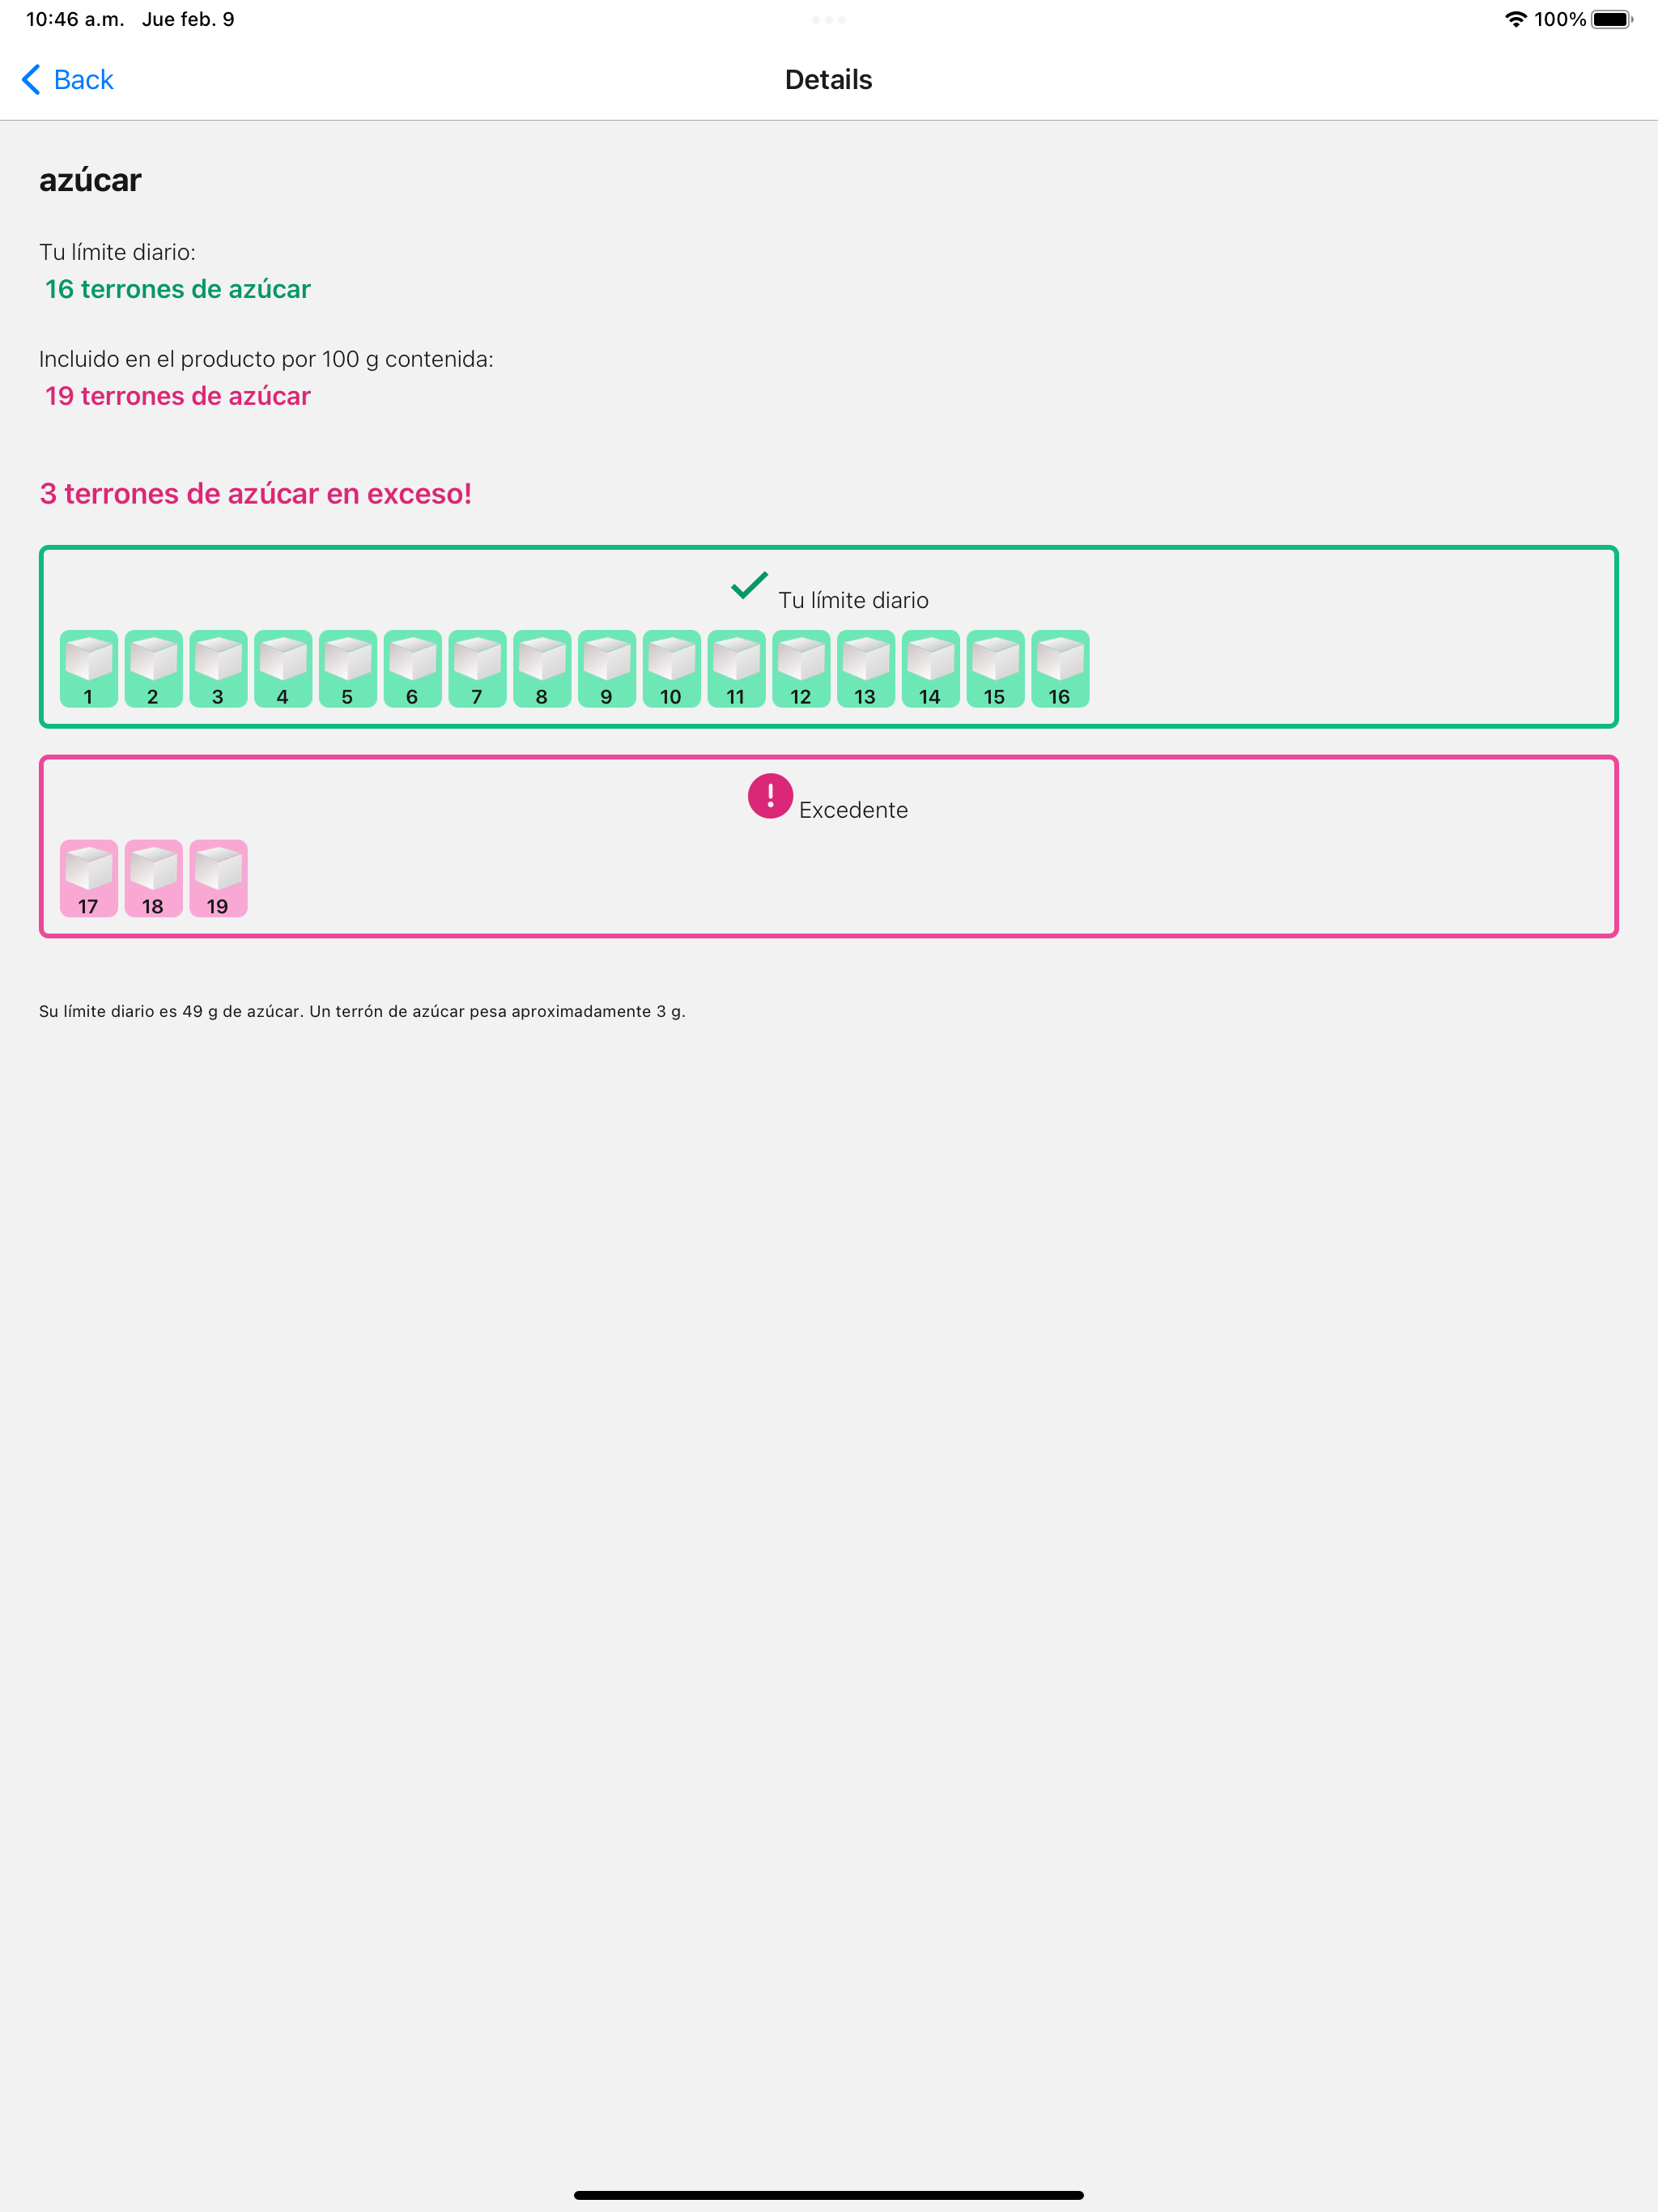 10:46 a.m. Jue feb. 9 100%
Back Details
azúcar
Tu límite diario:
16 terrones de azúcar
Incluido en el producto por 100 g contenida:
19 terrones de azúcar
3 terrones de azúcar en exceso!
Tu límite diario
1 2 3 4 5 6 7 8 9 10 11 12 13 14 15 16
! Excedente
17 18 19
Su límite diario es 49 g de azúcar. Un terrón de azúcar pesa aproximadamente 3 g.